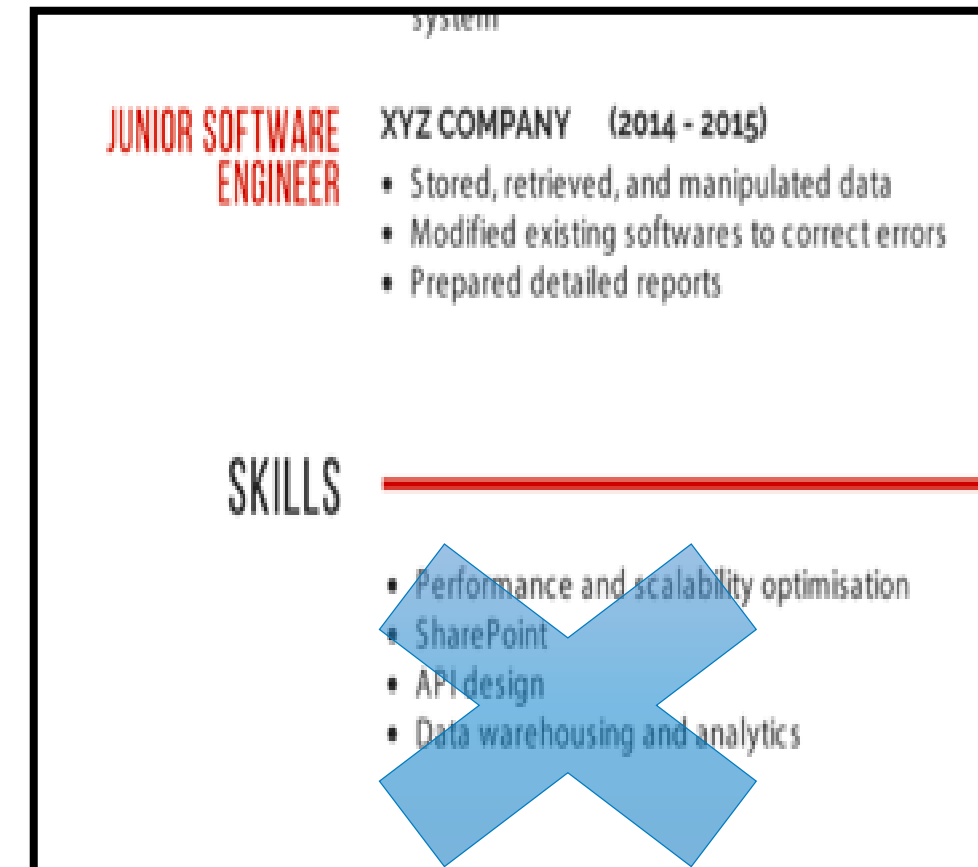 system
JUNIOR SOFTWARE
ENGINEER
XYZ COMPANY (2014 - 2015)
• Stored, retrieved, and manipulated data
• Modified existing softwares to correct errors
• Prepared detailed reports
SKILLS
• Performance and scalability optimisation
• SharePoint
• API design
• Data warehousing and analytics